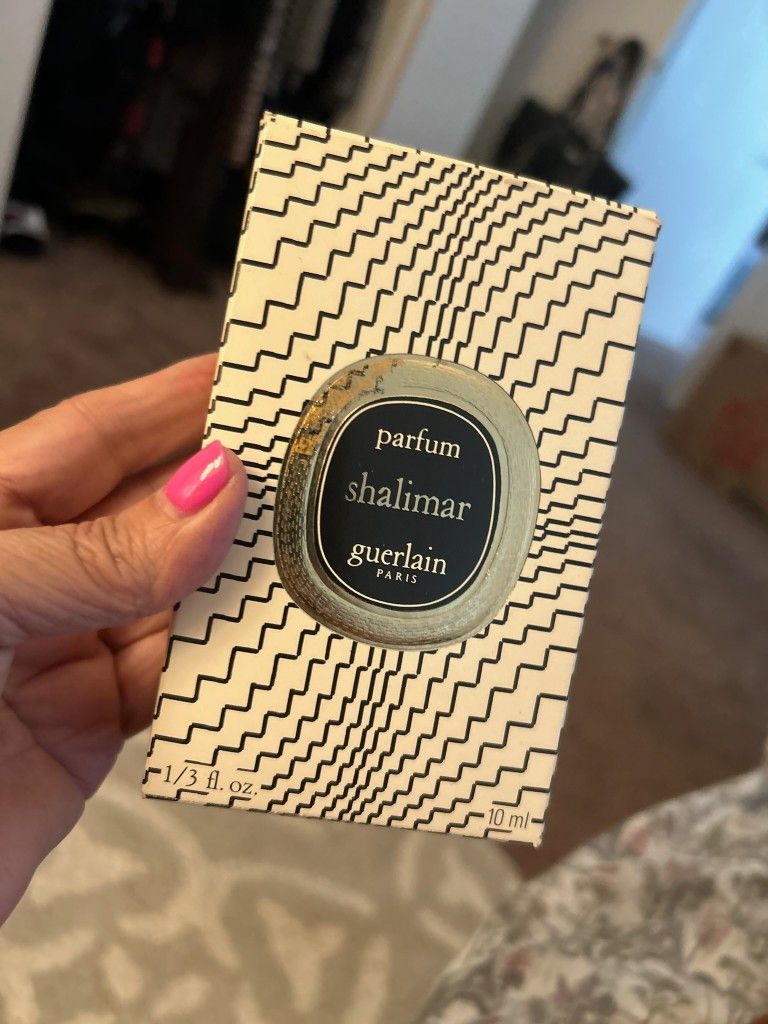 parfum
shalimar
guerlain
PARIS
1/3 fl. oz.
10 ml